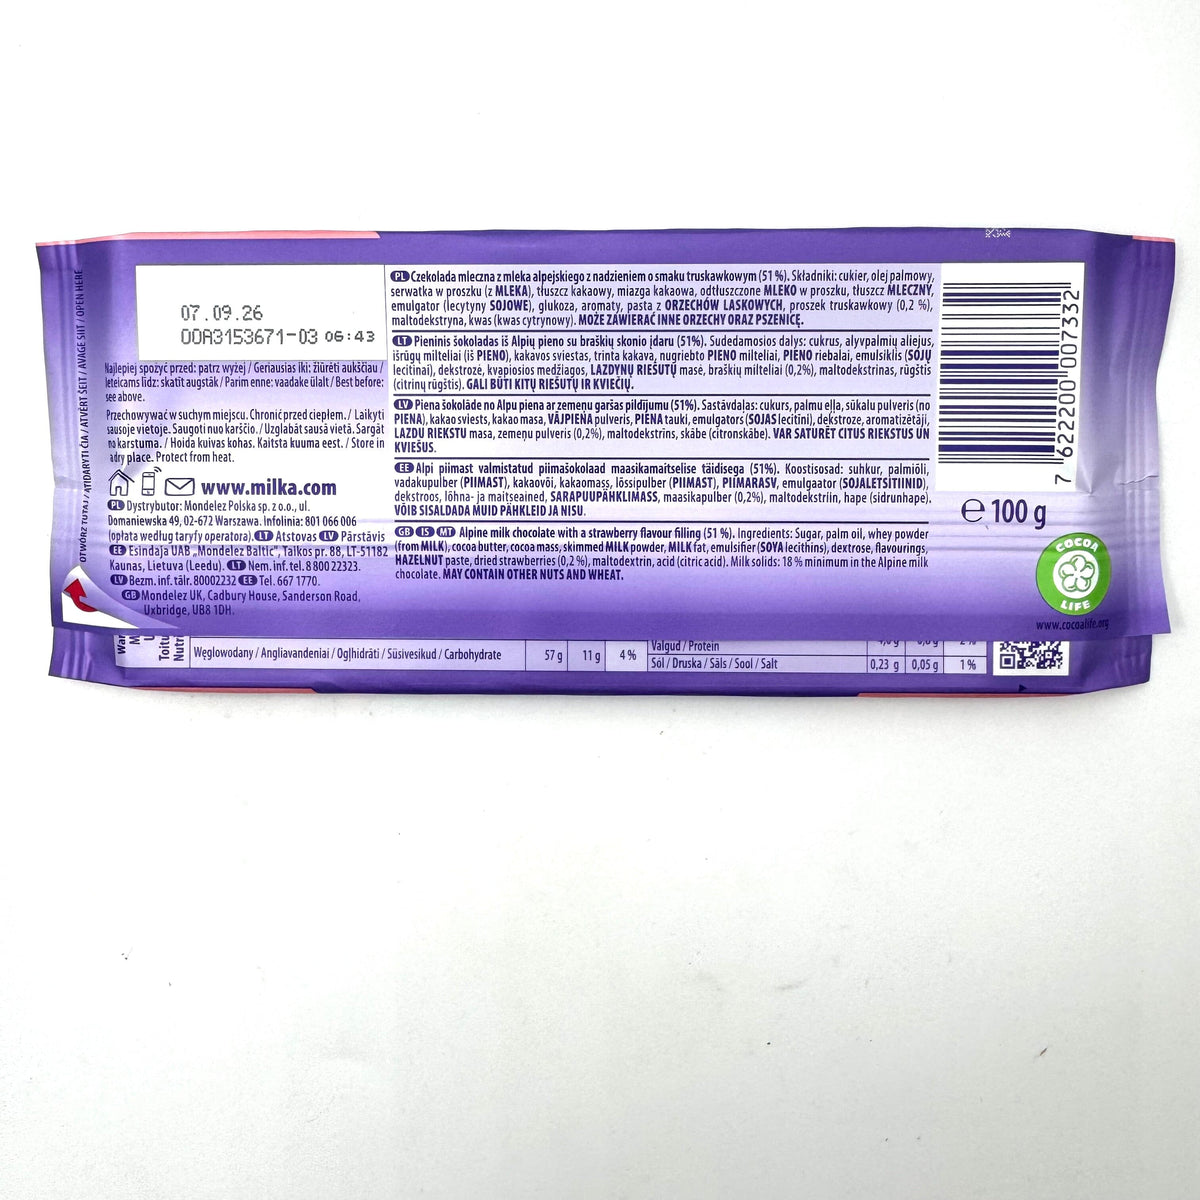 OTWÓRZ TUTAJ / ATIDARYTI ČIA / ATVĒRT ŠEIT / AVAGE SIIT / OPEN HERE
07.09.26
OOA3153671-03 06:43
Najlepiej spożyć przed: patrz wyżej / Geriausias iki: žiūrėti aukščiau /
Ieteicams līdz: skatīt augstāk / Parim enne: vaadake ülalt / Best before:
see above.
Przechowywać w suchym miejscu. Chronić przed ciepłem. / Laikyti
sausoje vietoje. Saugoti nuo karščio. / Uzglabāt sausā vietā. Sargāt
no karstuma. / Hoida kuivas kohas. Kaitsta kuuma eest. / Store in
a dry place. Protect from heat.
www.milka.com
PL Dystrybutor: Mondelez Polska sp. z o.o., ul.
Domaniewska 49, 02-672 Warszawa. Infolinia: 801 066 006
(opłata według taryfy operatora). LT Atstovas LV Pārstāvis
EE Esindaja UAB „Mondelez Baltic", Taikos pr. 88, LT-51182
Kaunas, Lietuva (Leedu). LT Nem. inf. tel. 8 800 22323.
LV Bezm. inf. tālr. 80002232 EE Tel. 667 1770.
GB Mondelez UK, Cadbury House, Sanderson Road,
Uxbridge, UB8 1DH.
PL Czekolada mleczna z mleka alpejskiego z nadzieniem o smaku truskawkowym (51 %). Składniki: cukier, olej palmowy,
serwatka w proszku (z MLEKA), tłuszcz kakaowy, miazga kakaowa, odtłuszczone MLEKO w proszku, tłuszcz MLECZNY,
emulgator (lecytyny SOJOWE), glukoza, aromaty, pasta z ORZECHÓW LASKOWYCH, proszek truskawkowy (0,2 %),
maltodekstryna, kwas (kwas cytrynowy). MOŻE ZAWIERAĆ INNE ORZECHY ORAZ PSZENICĘ.
LT Pieninis šokoladas iš Alpių pieno su braškių skonio įdaru (51%). Sudedamosios dalys: cukrus, alyvpalmių aliejus,
išrūgų milteliai (iš PIENO), kakavos sviestas, trinta kakava, nugriebto PIENO milteliai, PIENO riebalai, emulsiklis (SOJŲ
lecitinai), dekstrozė, kvapiosios medžiagos, LAZDYNŲ RIEŠUTŲ masė, braškių milteliai (0,2%), maltodekstrinas, rūgštis
(citrinų rūgštis). GALI BŪTI KITŲ RIEŠUTŲ IR KVIEČIŲ.
LV Piena šokolāde no Alpu piena ar zemeņu garšas pildījumu (51%). Sastāvdaļas: cukurs, palmu eļļa, sūkalu pulveris (no
PIENA), kakao sviests, kakao masa, VĀJPIENA pulveris, PIENA tauki, emulgators (SOJAS lecitīni), dekstroze, aromatizētāji,
LAZDU RIEKSTU masa, zemeņu pulveris (0,2%), maltodekstrīns, skābe (citronskābe). VAR SATURĒT CITUS RIEKSTUS UN
KVIEŠUS.
EE Alpi piimast valmistatud piimašokolaad maasikamaitselise täidisega (51%). Koostisosad: suhkur, palmiõli,
vadakupulber (PIIMAST), kakaovõi, kakaomass, lõssipulber (PIIMAST), PIIMARASV, emulgaator (SOJALETSITIINID),
dekstroos, lõhna- ja maitseained, SARAPUUPÄHKLIMASS, maasikapulber (0,2%), maltodekstriin, hape (sidrunhape).
VÕIB SISALDADA MUID PÄHKLEID JA NISU.
GB IS MT Alpine milk chocolate with a strawberry flavour filling (51 %). Ingredients: Sugar, palm oil, whey powder
(from MILK), cocoa butter, cocoa mass, skimmed MILK powder, MILK fat, emulsifier (SOYA lecithins), dextrose, flavourings,
HAZELNUT paste, dried strawberries (0,2 %), maltodextrin, acid (citric acid). Milk solids: 18 % minimum in the Alpine milk
chocolate. MAY CONTAIN OTHER NUTS AND WHEAT.
7 622200 007332
e 100 g
COCOA
LIFE
www.cocoalife.org
Węglowodany / Angliavandeniai / Ogļhidrāti / Süsivesikud / Carbohydrate 57 g 11 g 4 %
Valgud / Protein
Sól / Druska / Sāls / Sool / Salt 0,23 g 0,05 g 1 %